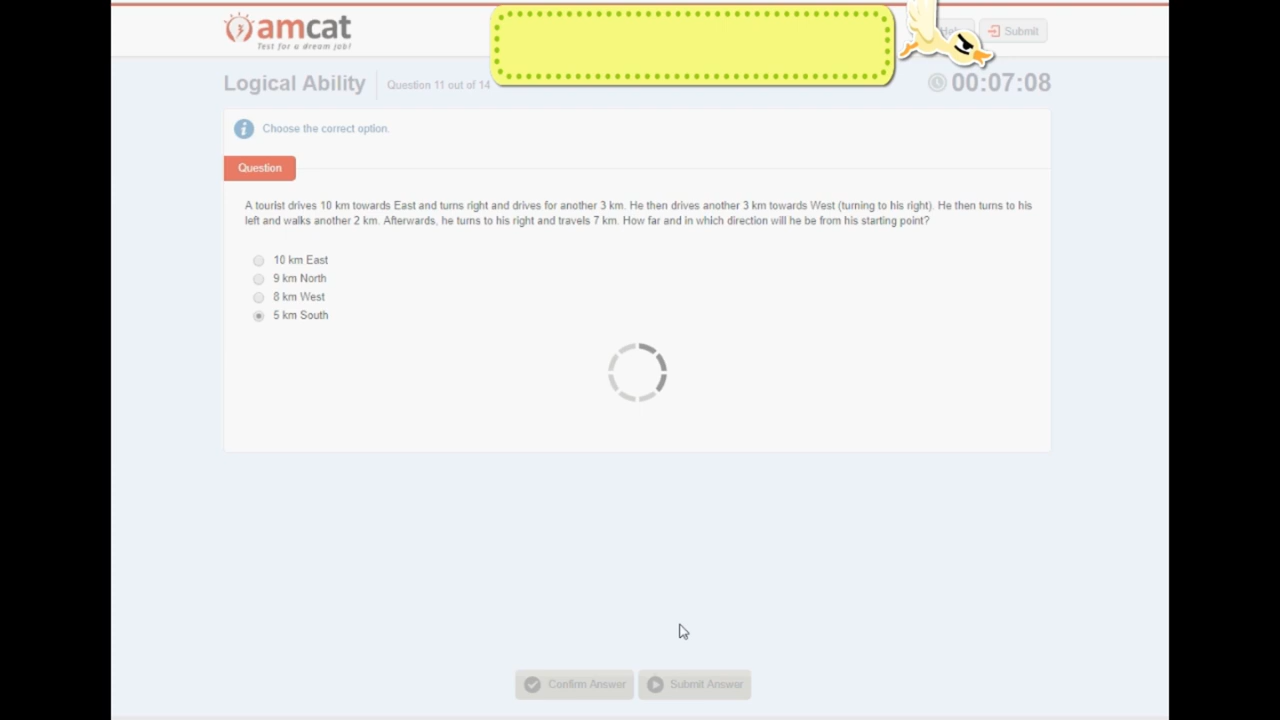 amcat
Test for a dream job!
Submit
Logical Ability
Question 11 out of 14
00:07:08
Choose the correct option.
Question
A tourist drives 10 km towards East and turns right and drives for another 3 km. He then drives another 3 km towards West (turning to his right). He then turns to his
left and walks another 2 km. Afterwards, he turns to his right and travels 7 km. How far and in which direction will he be from his starting point?
10 km East
9 km North
8 km West
5 km South
Confirm Answer
Submit Answer